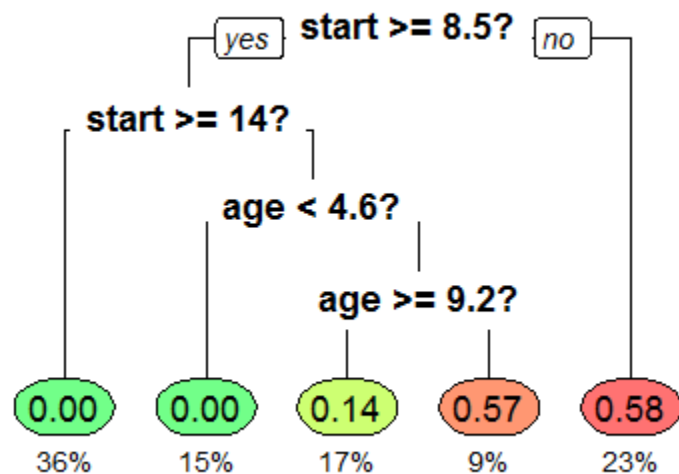 yes start >= 8.5? no
start >= 14?
age < 4.6?
age >= 9.2?
0.00 0.00 0.14 0.57 0.58
36% 15% 17% 9% 23%